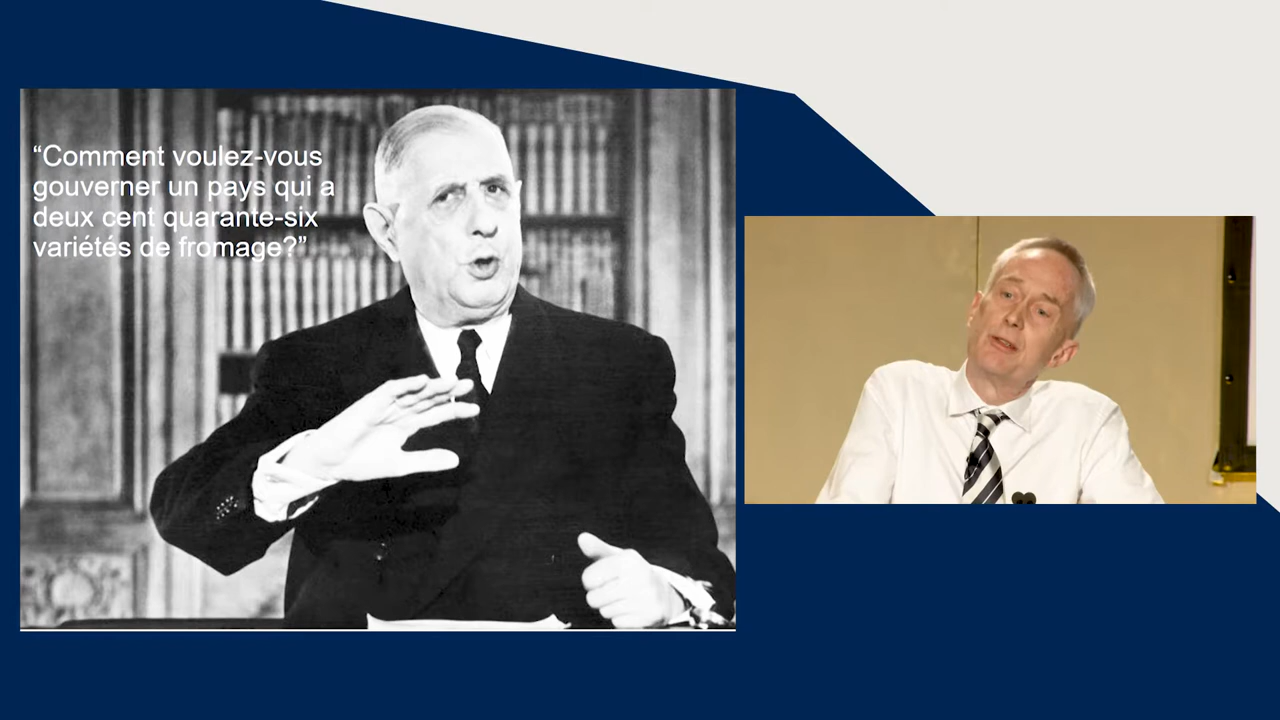 “Comment voulez-vous
gouverner un pays qui a
deux cent quarante-six
variétés de fromage?”